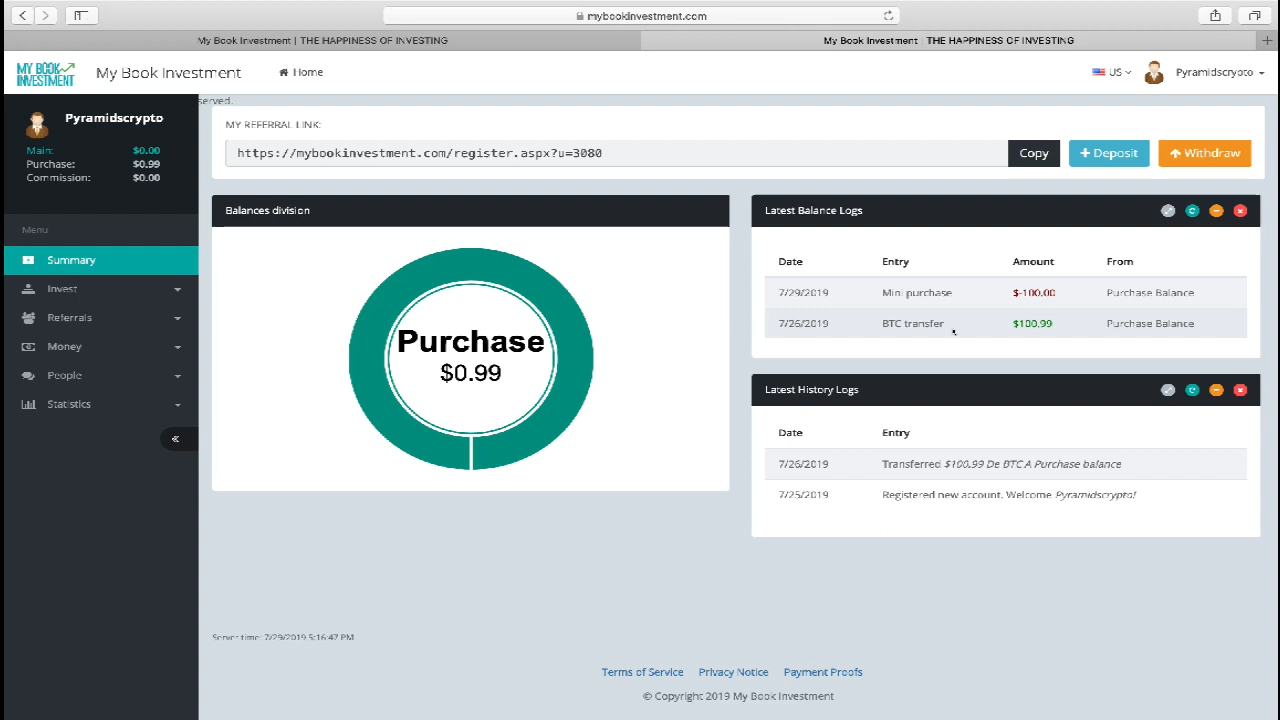 mybookinvestment.com
My Book Investment | THE HAPPINESS OF INVESTING
My Book Investment | THE HAPPINESS OF INVESTING
MY BOOK
INVESTMENT
My Book Investment
Home
US
Pyramidscrypto
served.
Pyramidscrypto
Main: $0.00
Purchase: $0.99
Commission: $0.00
Menu
Summary
Invest
Referrals
Money
People
Statistics
MY REFERRAL LINK:
https://mybookinvestment.com/register.aspx?u=3080
Copy
+ Deposit
Withdraw
Balances division
Purchase
$0.99
Latest Balance Logs
Date Entry Amount From
7/29/2019 Mini purchase $-100.00 Purchase Balance
7/26/2019 BTC transfer $100.99 Purchase Balance
Latest History Logs
Date Entry
7/26/2019 Transferred $100.99 De BTC A Purchase balance
7/25/2019 Registered new account. Welcome Pyramidscrypto!
Server time: 7/29/2019 5:16:47 PM
Terms of Service Privacy Notice Payment Proofs
© Copyright 2019 My Book Investment